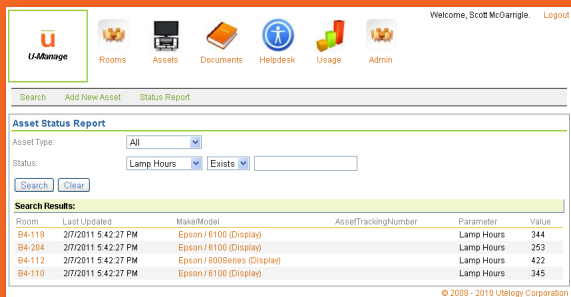 Welcome, Scott McGarrigle. Logout
ū
U-Manage
Rooms Assets Documents Helpdesk Usage Admin
Search Add New Asset Status Report
Asset Status Report
Asset Type: All
Status: Lamp Hours Exists
Search Clear
Search Results:
Room Last Updated Make/Model AssetTrackingNumber Parameter Value
B4-118 2/7/2011 5:42:27 PM Epson / 6100 (Display) Lamp Hours 344
B4-204 2/7/2011 5:42:27 PM Epson / 6100 (Display) Lamp Hours 253
B4-112 2/7/2011 5:42:27 PM Epson / 800Series (Display) Lamp Hours 422
B4-110 2/7/2011 5:42:27 PM Epson / 6100 (Display) Lamp Hours 345
© 2008 - 2010 Utelogy Corporation